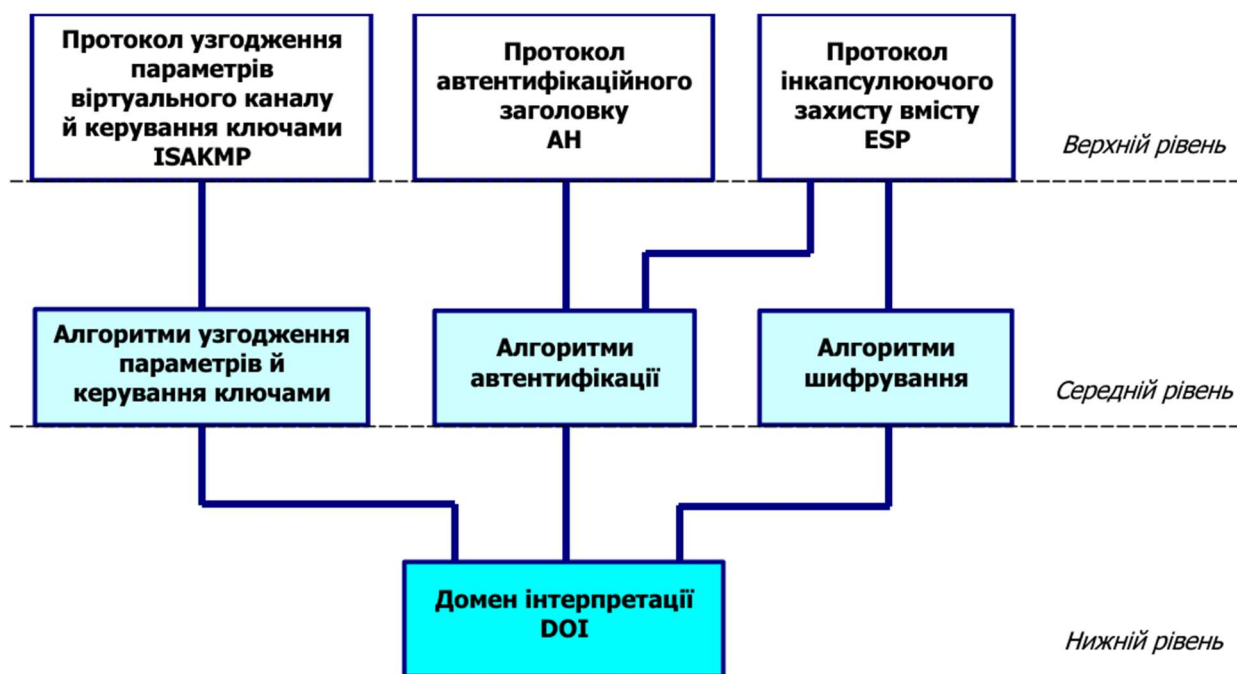 Протокол узгодження
параметрів
віртуального каналу
й керування ключами
ISAKMP
Протокол
автентифікаційного
заголовку
AH
Протокол
інкапсулюючого
захисту вмісту
ESP
Верхній рівень
Алгоритми узгодження
параметрів й
керування ключами
Алгоритми
автентифікації
Алгоритми
шифрування
Середній рівень
Домен інтерпретації
DOI
Нижній рівень